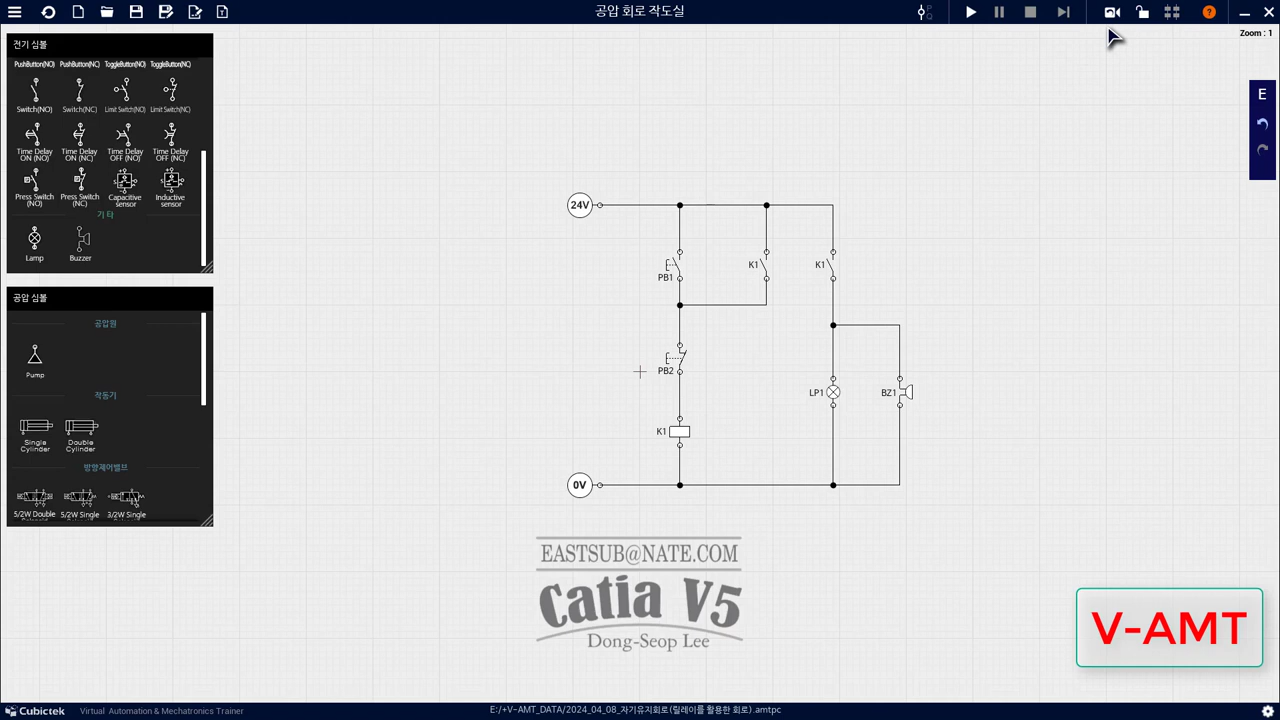 공압 회로 작도실
Zoom : 1
전기 심볼
PushButton(NO) PushButton(NC) ToggleButton(NO) ToggleButton(NC)
Switch(NO) Switch(NC) Limit Switch(NO) Limit Switch(NC)
Time Delay ON (NO) Time Delay ON (NC) Time Delay OFF (NO) Time Delay OFF (NC)
Press Switch (NO) Press Switch (NC) Capacitive sensor Inductive sensor
기 타
Lamp Buzzer
공압 심볼
공압원
Pump
작동기
Single Cylinder Double Cylinder
방향제어밸브
5/2W Double 5/2W Single 3/2W Single
E
24V
PB1 K1 K1
PB2
LP1 BZ1
K1
0V
EASTSUB@NATE.COM
Catia V5
Dong-Seop Lee
V-AMT
Cubictek Virtual Automation & Mechatronics Trainer
E:/+V-AMT_DATA/2024_04_08_자기유지회로(릴레이를 활용한 회로).amtpc